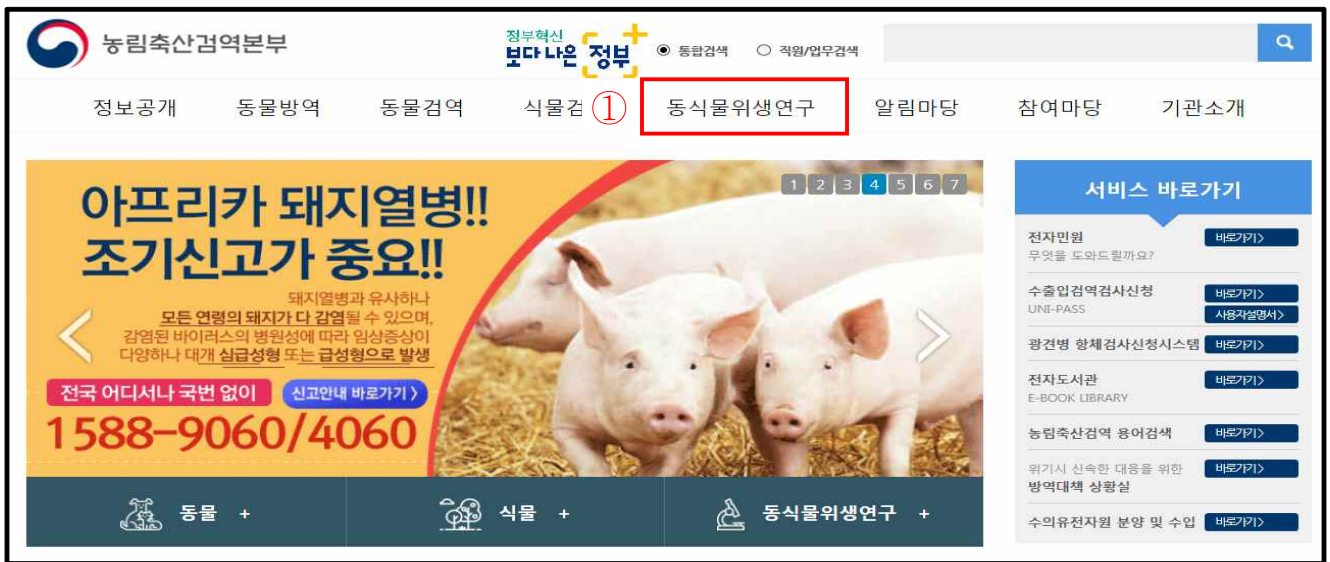 농림축산검역본부
정부혁신
보다 나은 정부
통합검색 직원/업무검색
정보공개 동물방역 동물검역 식물검 ① 동식물위생연구 알림마당 참여마당 기관소개
아프리카 돼지열병!!
조기신고가 중요!!
돼지열병과 유사하나
모든 연령의 돼지가 다 감염될 수 있으며,
감염된 바이러스의 병원성에 따라 임상증상이
다양하나 대개 심급성형 또는 급성형으로 발생
전국 어디서나 국번 없이 신고안내 바로가기 >
1588-9060/4060
1 2 3 4 5 6 7
동물 +
식물 +
동식물위생연구 +
서비스 바로가기
전자민원 바로가기>
무엇을 도와드릴까요?
수출입검역검사신청 바로가기>
UNI-PASS 사용자설명서>
광견병 항체검사신청시스템 바로가기>
전자도서관 바로가기>
E-BOOK LIBRARY
농림축산검역 용어검색 바로가기>
위기시 신속한 대응을 위한 바로가기>
방역대책 상황실
수의유전자원 분양 및 수입 바로가기>